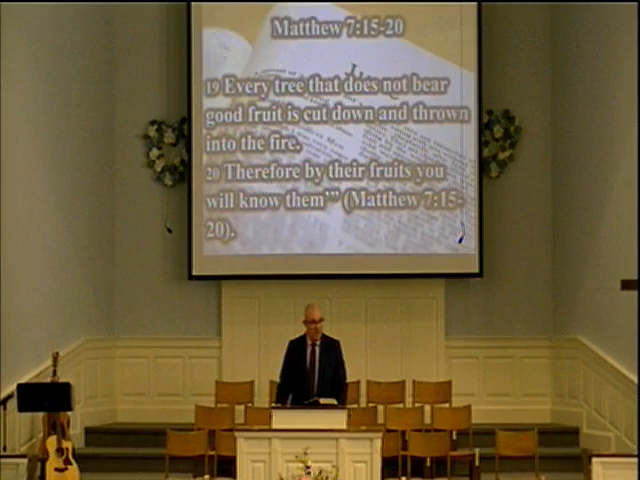 Matthew 7:15-20
19 Every tree that does not bear
good fruit is cut down and thrown
into the fire.
20 Therefore by their fruits you
will know them’” (Matthew 7:15-
20).